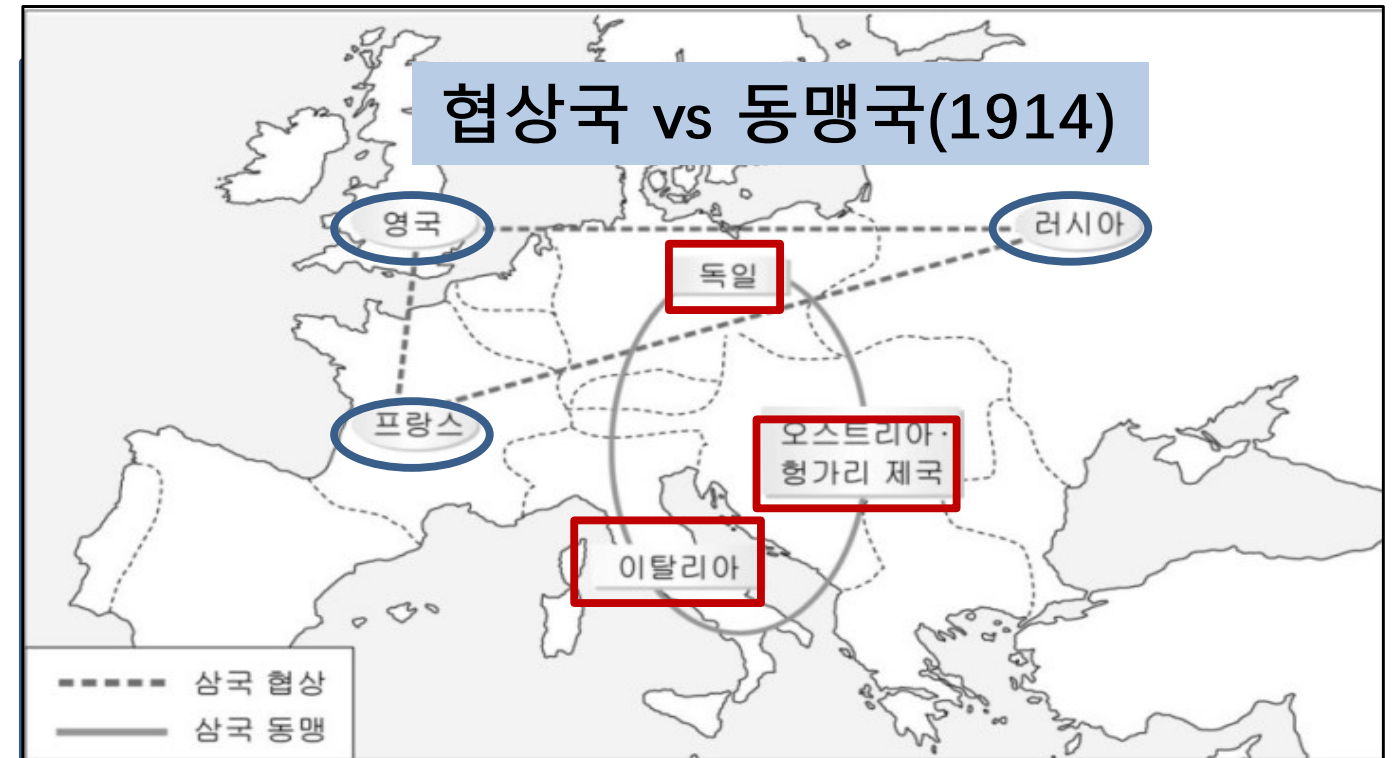 협상국 vs 동맹국(1914)
영국
러시아
독일
프랑스
오스트리아·
헝가리 제국
이탈리아
삼국 협상
삼국 동맹